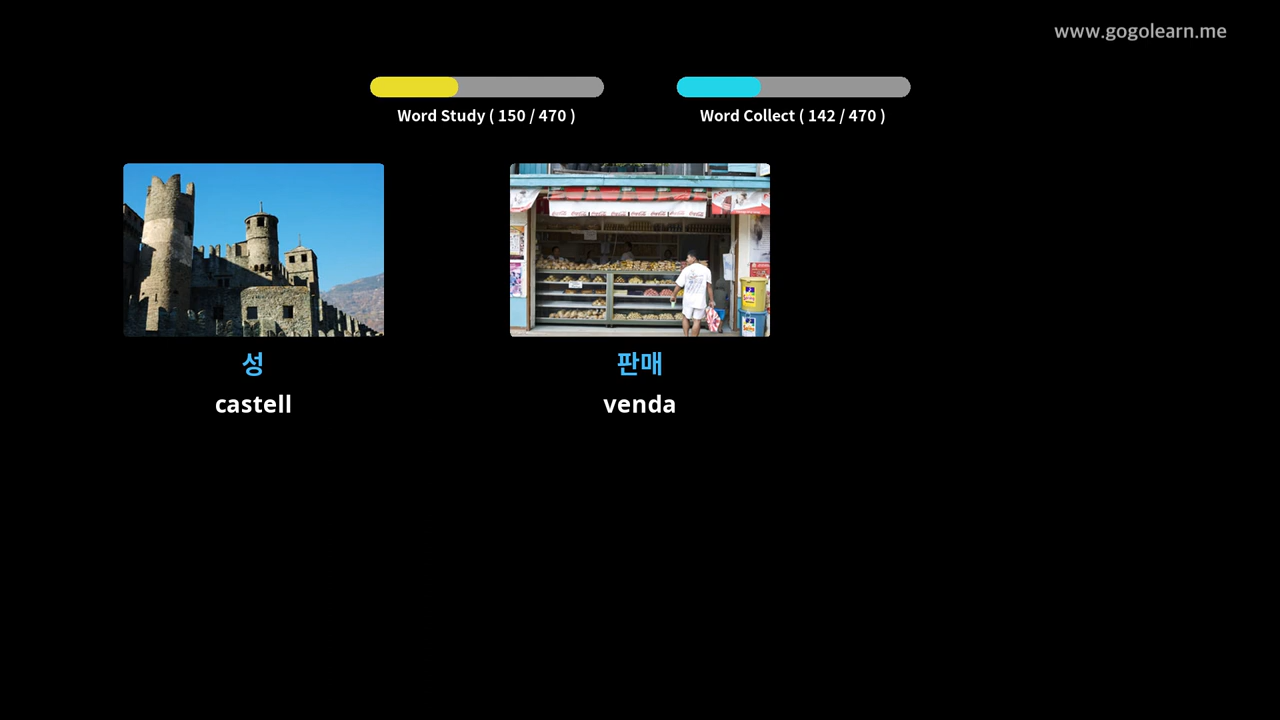 www.gogolearn.me
Word Study ( 150 / 470 )
Word Collect ( 142 / 470 )
성
castell
판매
venda